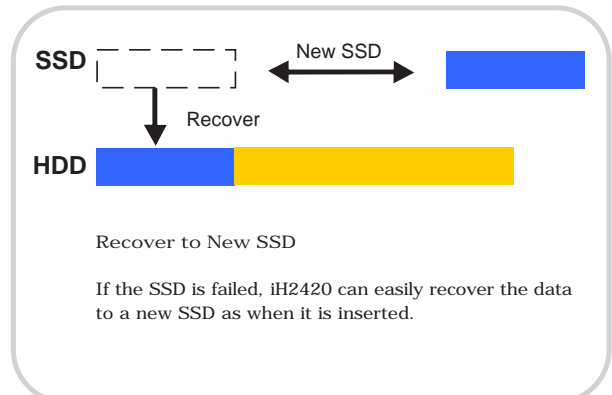 New SSD
SSD
Recover
HDD
Recover to New SSD
If the SSD is failed, iH2420 can easily recover the data
to a new SSD as when it is inserted.